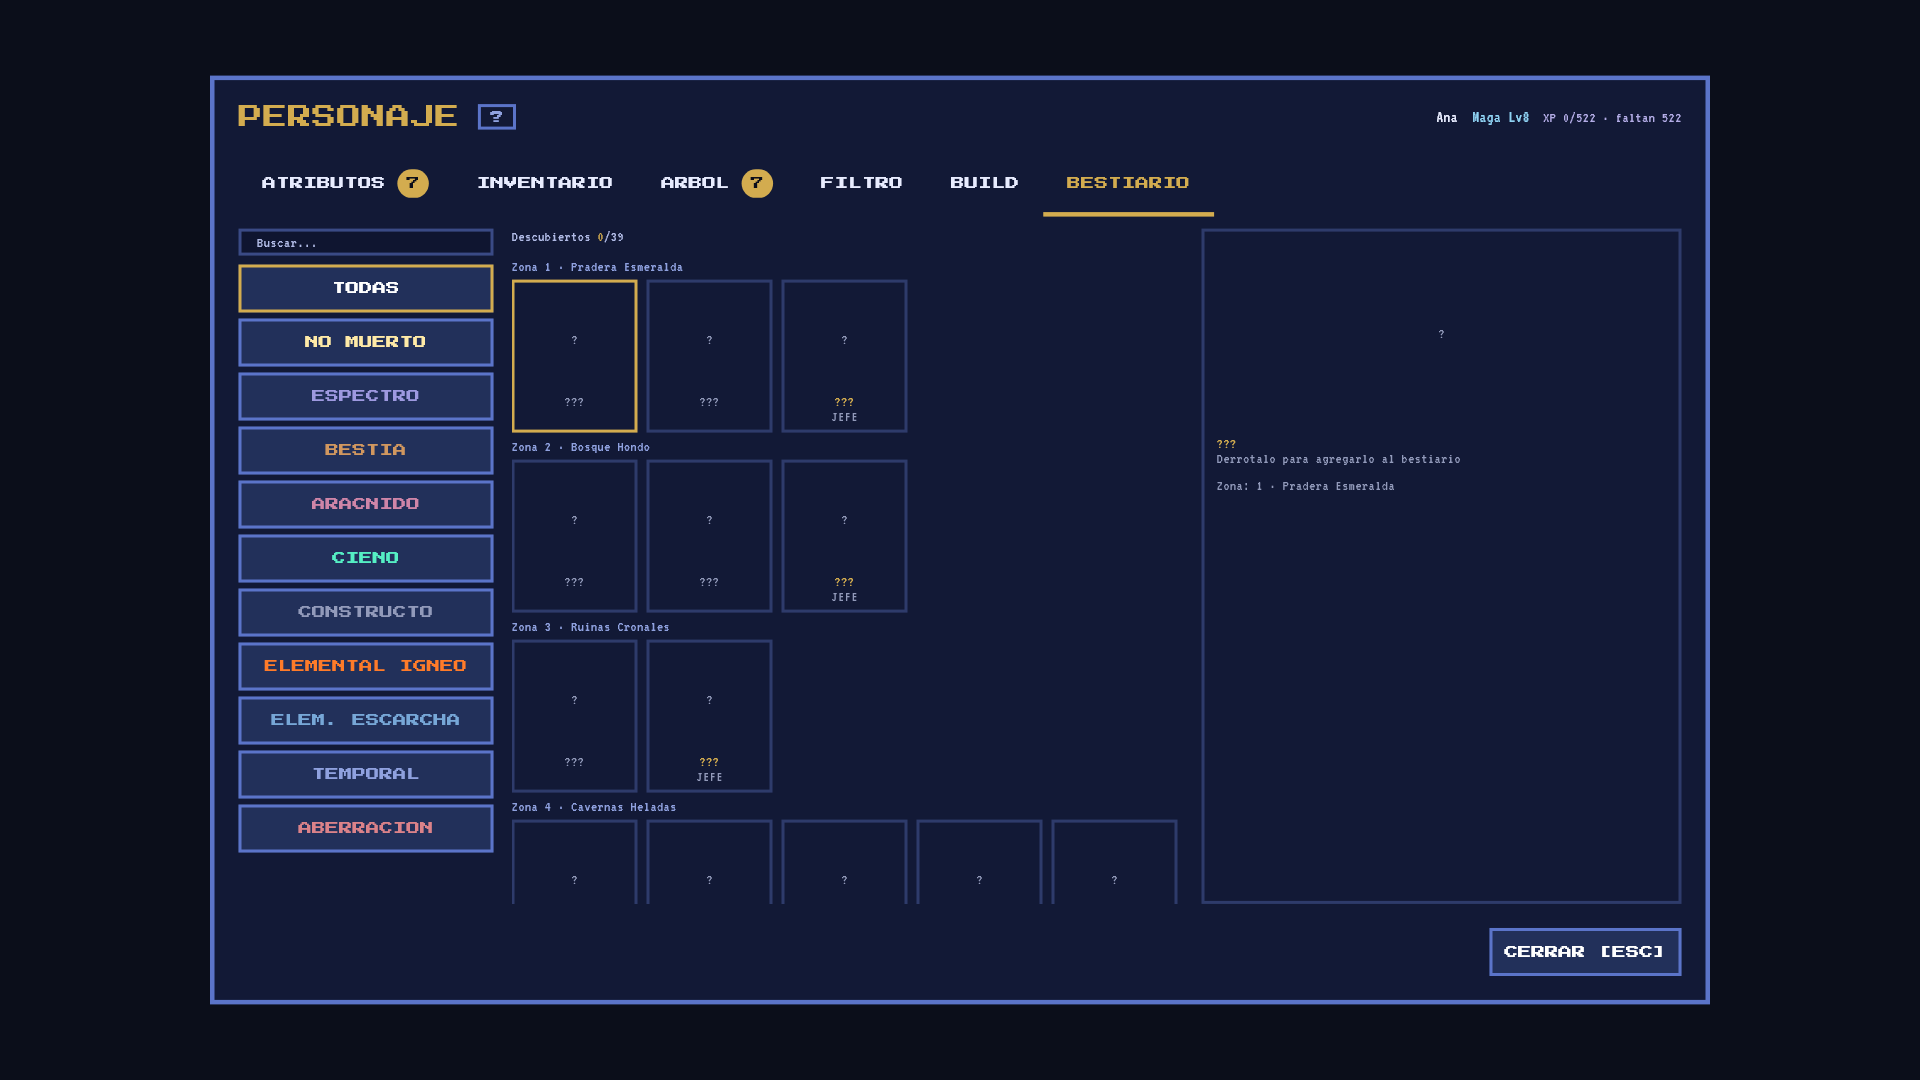 PERSONAJE ?
Ana Maga Lv8 XP 0/522 · faltan 522
ATRIBUTOS 7 INVENTARIO ARBOL 7 FILTRO BUILD BESTIARIO
Buscar...
TODAS
NO MUERTO
ESPECTRO
BESTIA
ARACNIDO
CIENO
CONSTRUCTO
ELEMENTAL IGNEO
ELEM. ESCARCHA
TEMPORAL
ABERRACION
Descubiertos 0/39
Zona 1 · Pradera Esmeralda
? ? ?
??? ??? ???
JEFE
Zona 2 · Bosque Hondo
? ? ?
??? ??? ???
JEFE
Zona 3 · Ruinas Cronales
? ?
??? ???
JEFE
Zona 4 · Cavernas Heladas
? ? ? ? ?
?
???
Derrotalo para agregarlo al bestiario
Zona: 1 · Pradera Esmeralda
CERRAR [ESC]